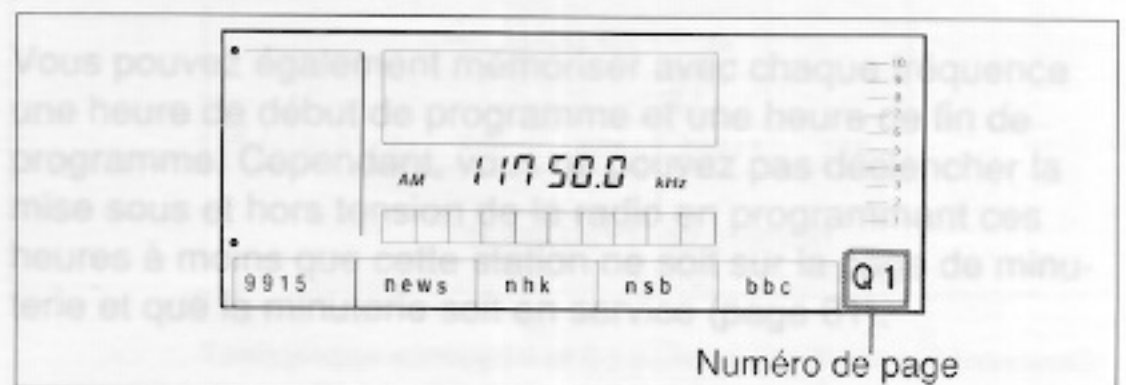 Vous pouvez également mémoriser avec chaque fréquence
une heure de début de programme et une heure de fin de
programme. Cependant, vous ne pouvez pas déclencher la
mise sous et hors tension de la radio en programmant ces
heures à moins que cette station ne soit sur la page de minu-
terie et que la minuterie soit en service (page
AM 11750.0 kHz
9915 news nhk nsb bbc Q1
Numéro de page